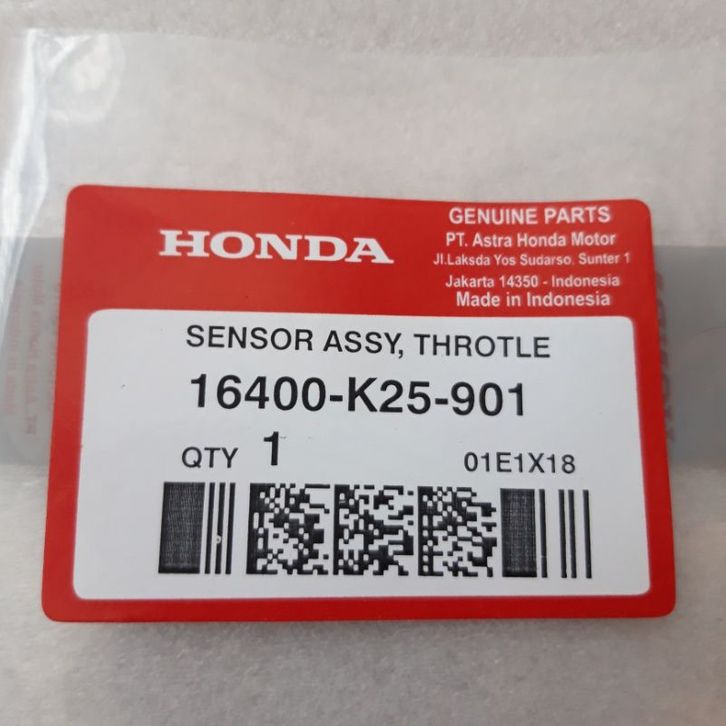 HONDA
GENUINE PARTS
PT. Astra Honda Motor
Jl.Laksda Yos Sudarso. Sunter 1
Jakarta 14350 - Indonesia
Made in Indonesia
SENSOR ASSY, THROTLE
16400-K25-901
QTY 1
01E1X18